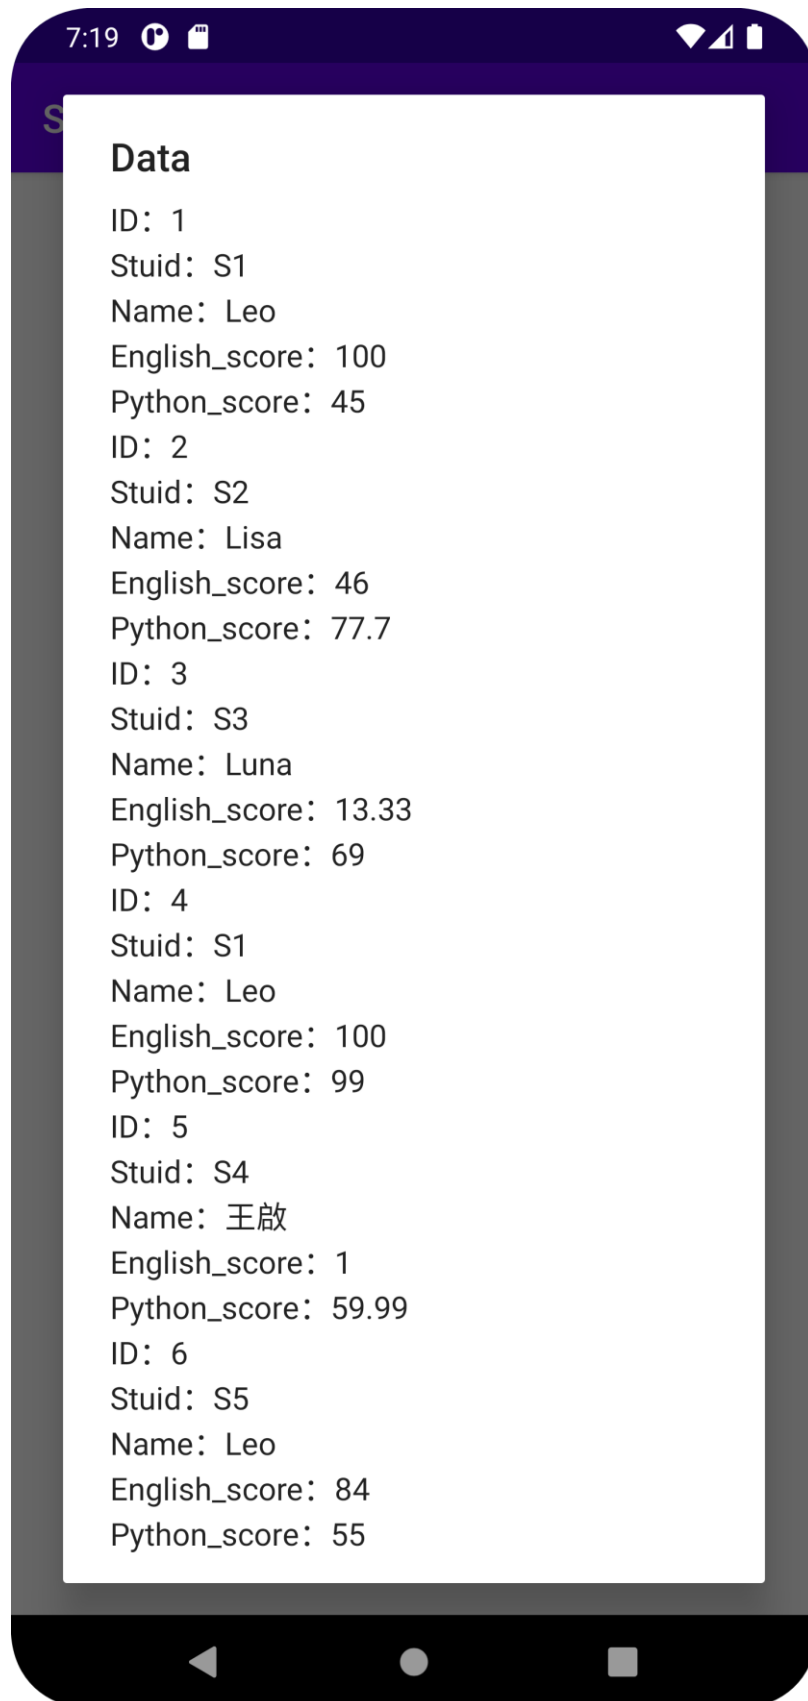 7:19
S
Data
ID：1
Stuid：S1
Name：Leo
English_score：100
Python_score：45
ID：2
Stuid：S2
Name：Lisa
English_score：46
Python_score：77.7
ID：3
Stuid：S3
Name：Luna
English_score：13.33
Python_score：69
ID：4
Stuid：S1
Name：Leo
English_score：100
Python_score：99
ID：5
Stuid：S4
Name：王啟
English_score：1
Python_score：59.99
ID：6
Stuid：S5
Name：Leo
English_score：84
Python_score：55